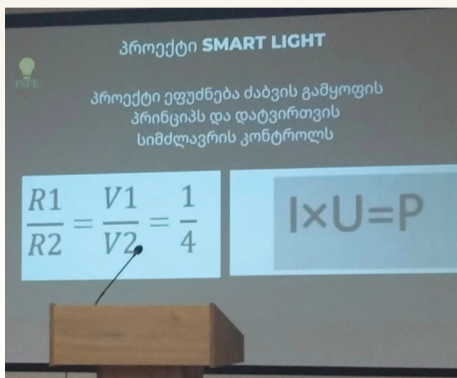 პროექტი SMART LIGHT
პროექტი ეფუძნება ძაბვის გამყოფის
პრინციპს და დატვირთვის
სიმძლავრის კონტროლს
R1/R2 = V1/V2 = 1/4
I×U=P